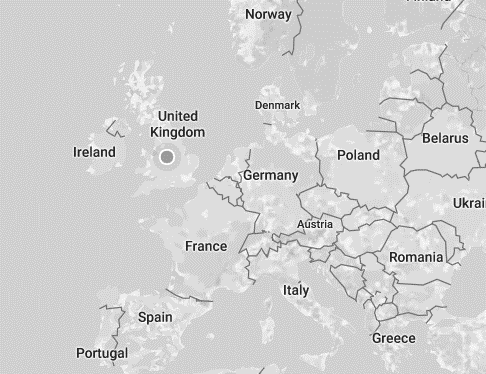 Norway
Denmark
United
Kingdom
Ireland
Belarus
Poland
Germany
Ukrai
Austria
France
Romania
Italy
Spain
Greece
Portugal